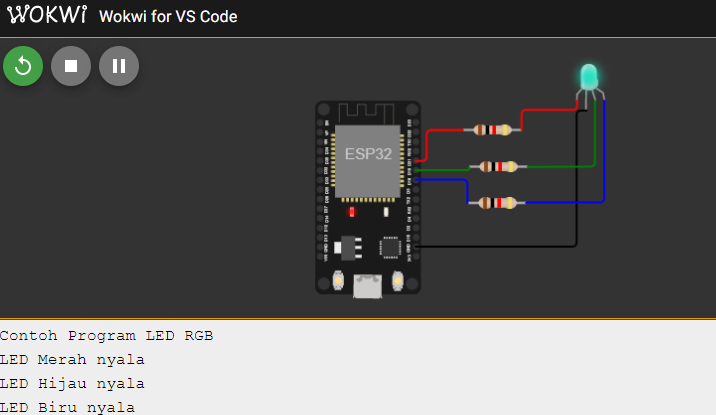 WOKWI Wokwi for VS Code
ESP32
Contoh Program LED RGB
LED Merah nyala
LED Hijau nyala
LED Biru nyala